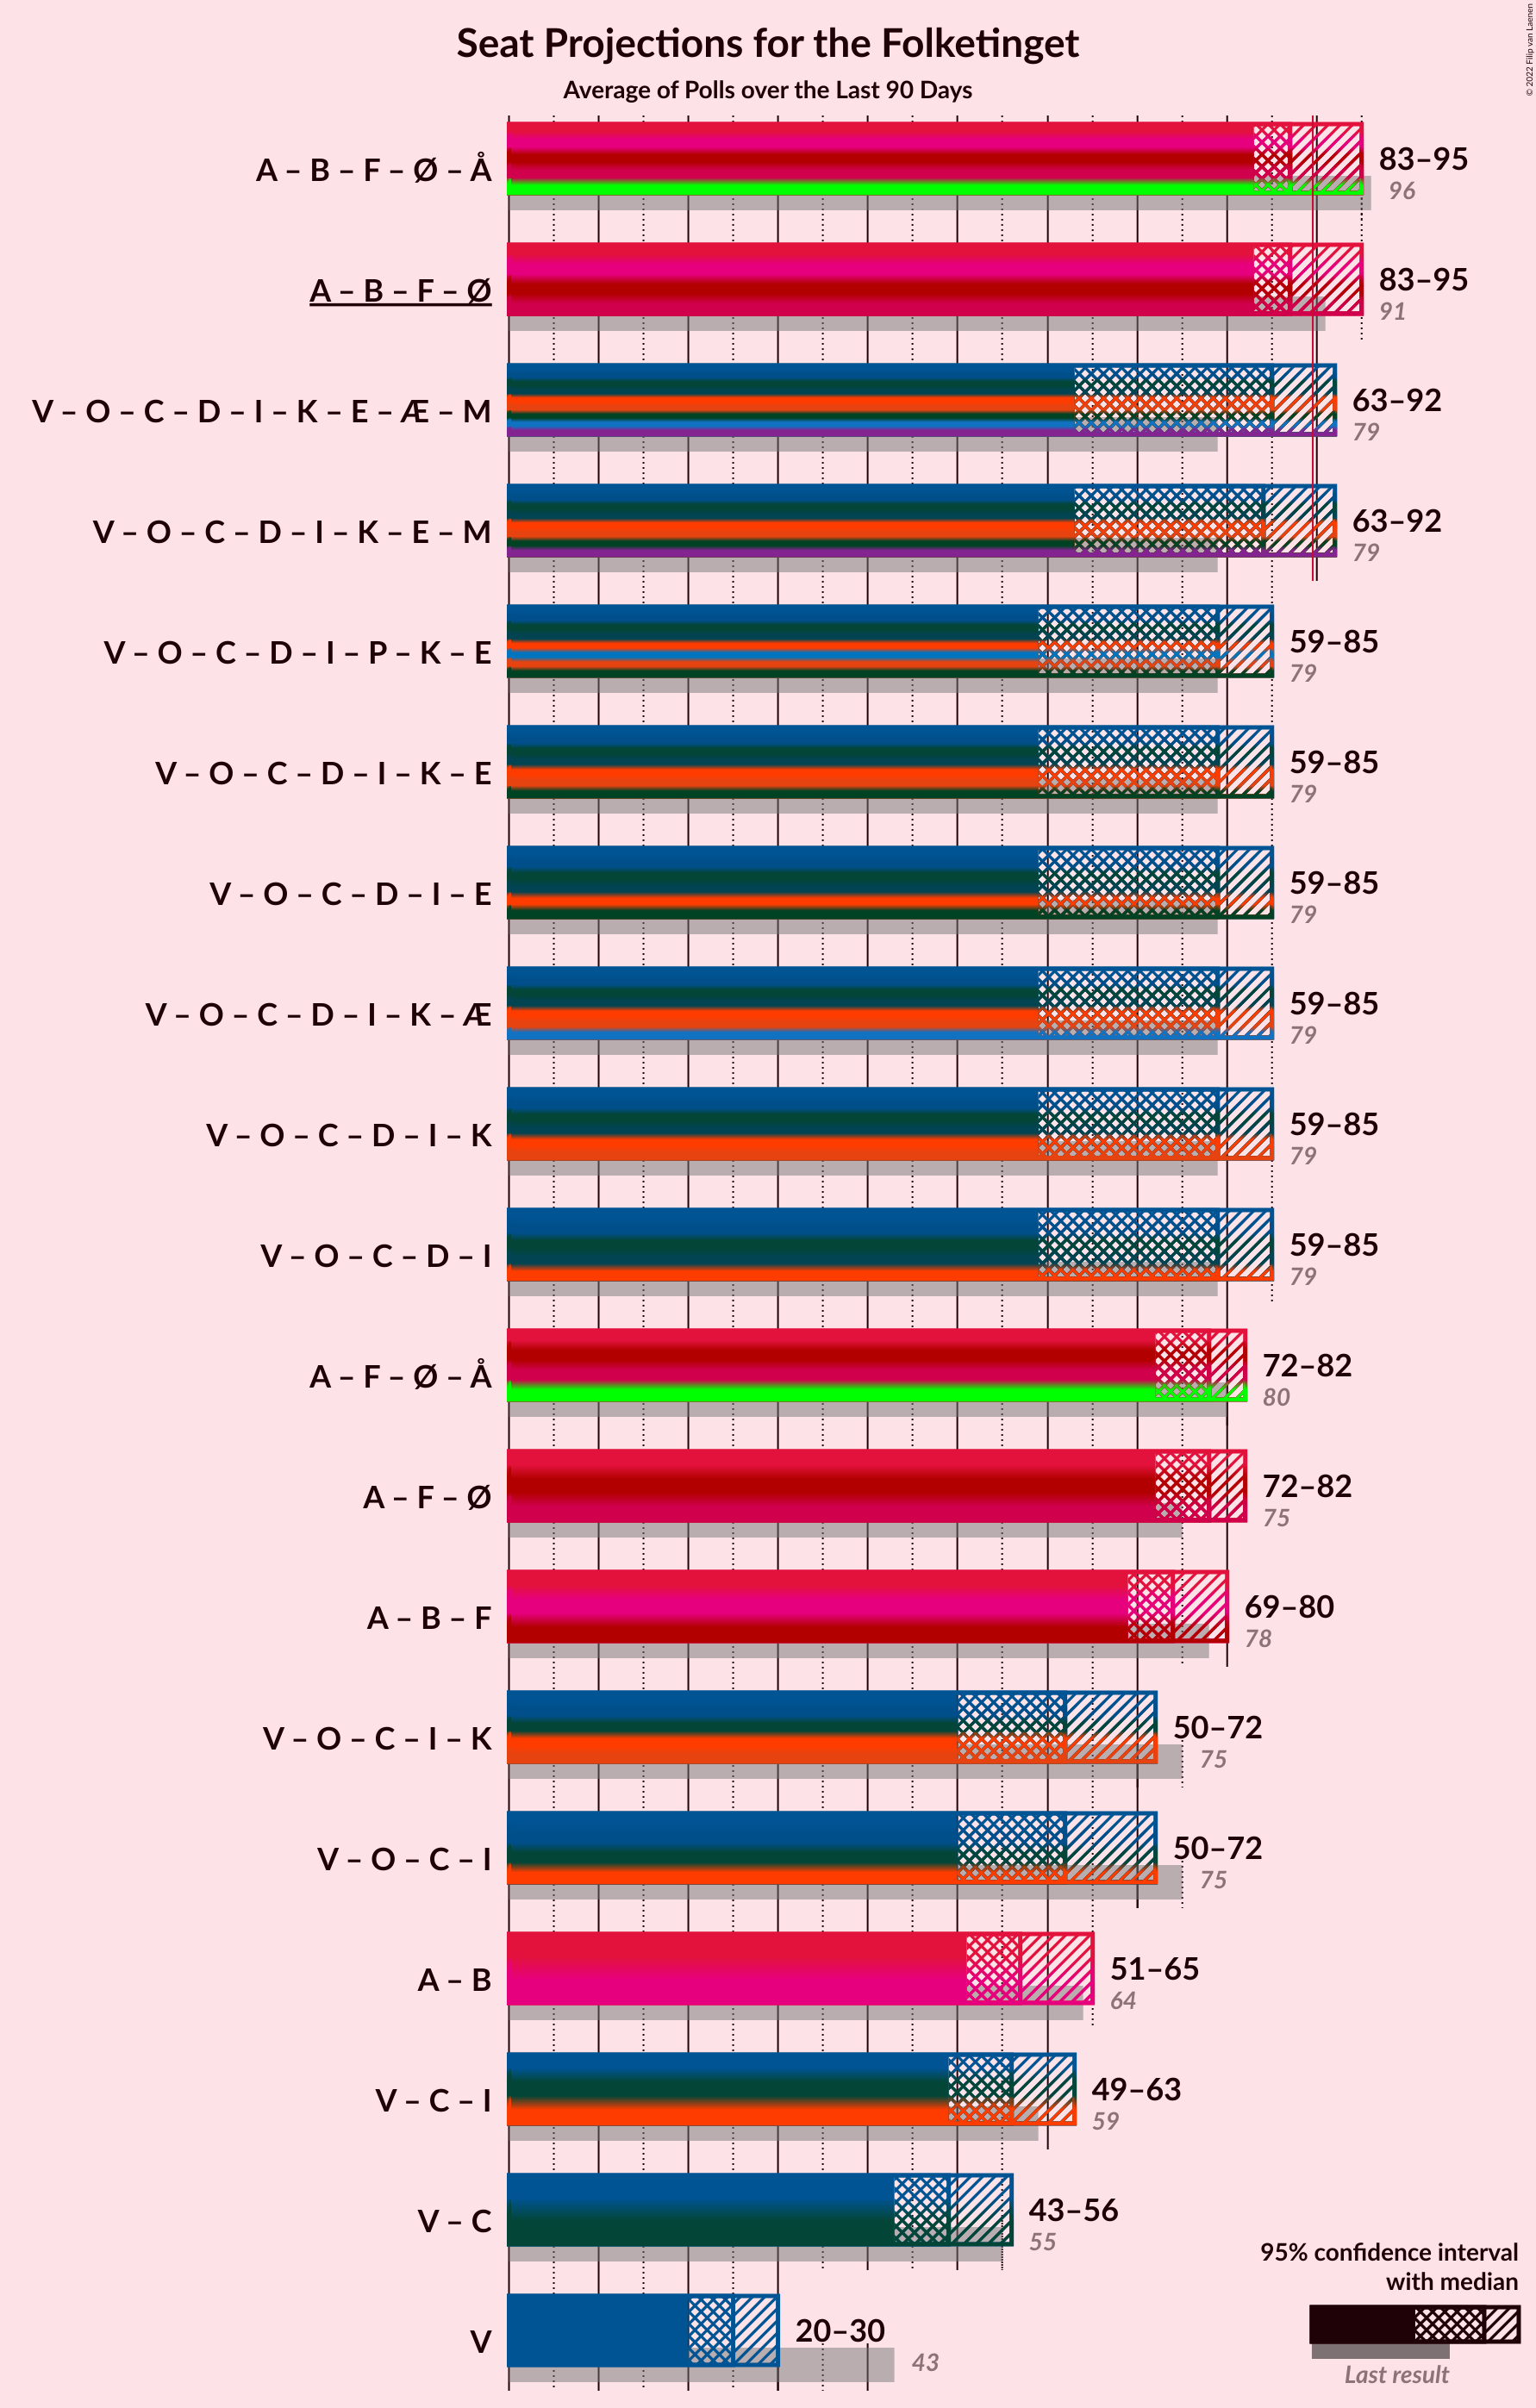 Seat Projections for the Folketinget
Average of Polls over the Last 90 Days
© 2022 Filip van Laenen
A – B – F – Ø – Å
83–95
96
A – B – F – Ø
83–95
91
V – O – C – D – I – K – E – Æ – M
63–92
79
V – O – C – D – I – K – E – M
63–92
79
V – O – C – D – I – P – K – E
59–85
79
V – O – C – D – I – K – E
59–85
79
V – O – C – D – I – E
59–85
79
V – O – C – D – I – K – Æ
59–85
79
V – O – C – D – I – K
59–85
79
V – O – C – D – I
59–85
79
A – F – Ø – Å
72–82
80
A – F – Ø
72–82
75
A – B – F
69–80
78
V – O – C – I – K
50–72
75
V – O – C – I
50–72
75
A – B
51–65
64
V – C – I
49–63
59
V – C
43–56
55
V
20–30
43
95% confidence interval
with median
Last result